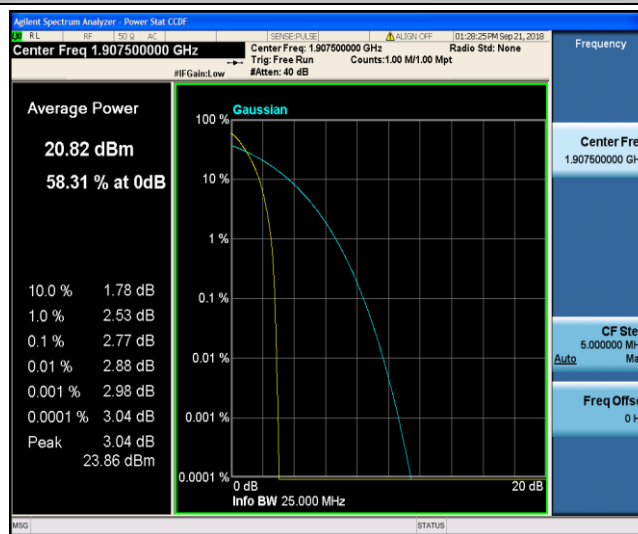 Agilent Spectrum Analyzer - Power Stat CCDF
RL RF 50 Ω AC SENSE:PULSE ALIGN OFF 01:28:25 PM Sep 21, 2018
Center Freq 1.907500000 GHz
Center Freq: 1.907500000 GHz Radio Std: None
Trig: Free Run Counts:1.00 M/1.00 Mpt
#IFGain:Low #Atten: 40 dB
Frequency
Average Power
20.82 dBm
58.31 % at 0dB
10.0 % 1.78 dB
1.0 % 2.53 dB
0.1 % 2.77 dB
0.01 % 2.88 dB
0.001 % 2.98 dB
0.0001 % 3.04 dB
Peak 3.04 dB
23.86 dBm
Gaussian
100 %
10 %
1 %
0.1 %
0.01 %
0.001 %
0.0001 %
0 dB 20 dB
Info BW 25.000 MHz
Center Fre
1.907500000 GH
CF Ste
5.000000 MH
Auto Ma
Freq Offse
0 H
MSG STATUS